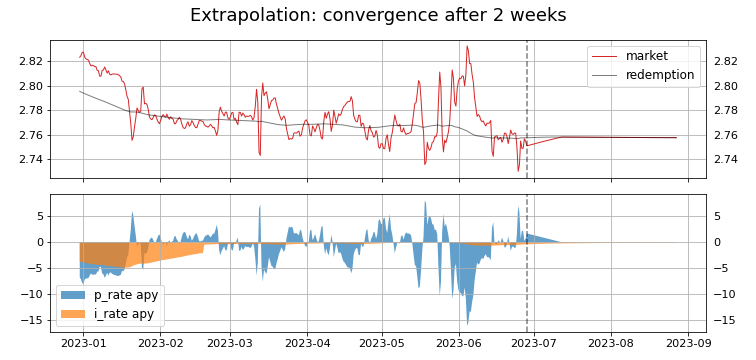 Extrapolation: convergence after 2 weeks
2.82 2.82
market
2.80 2.80
redemption
2.78 2.78
2.76 2.76
2.74 2.74
5 5
0 0
−5 −5
p_rate apy
−10 −10
i_rate apy
−15 −15
2023-01 2023-02 2023-03 2023-04 2023-05 2023-06 2023-07 2023-08 2023-09